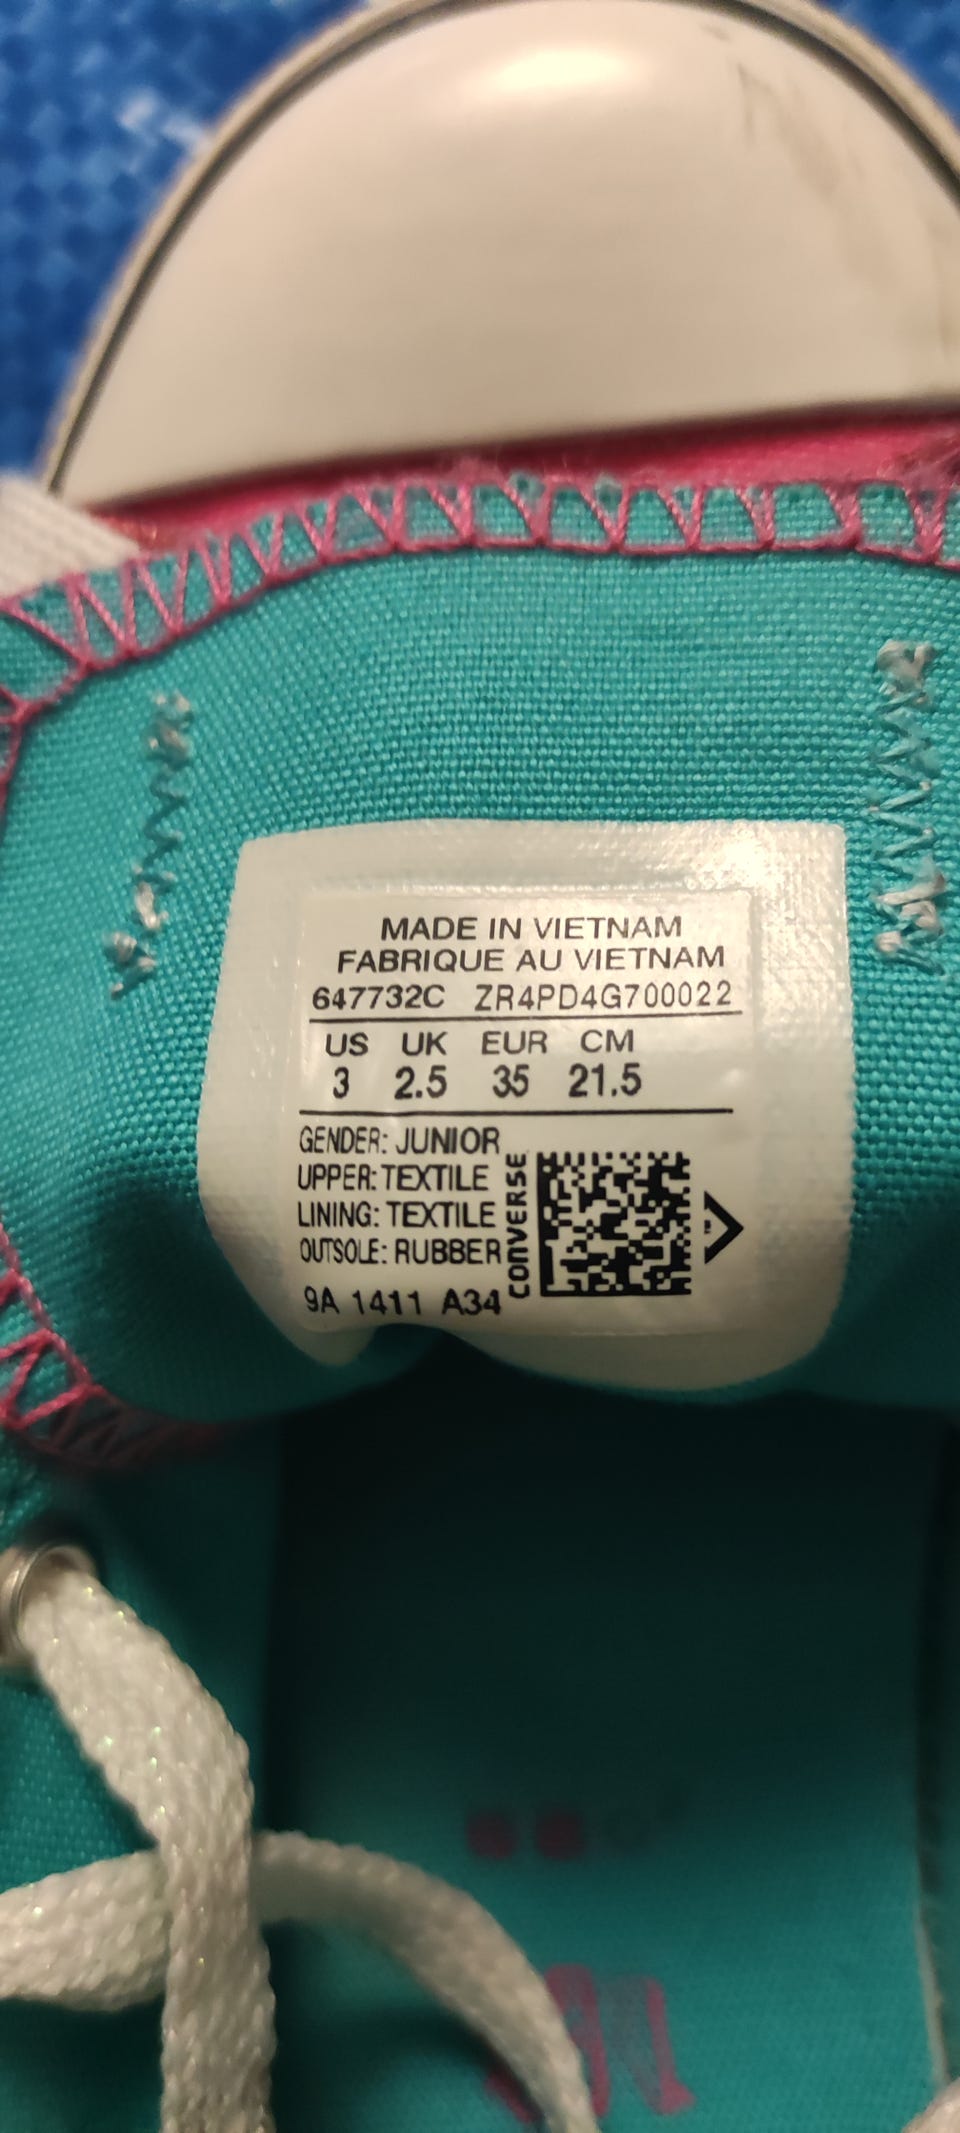 MADE IN VIETNAM
FABRIQUE AU VIETNAM
647732C ZR4PD4G700022
US UK EUR CM
3 2.5 35 21.5
GENDER: JUNIOR
UPPER: TEXTILE
LINING: TEXTILE
OUTSOLE: RUBBER
9A 1411 A34
CONVERSE